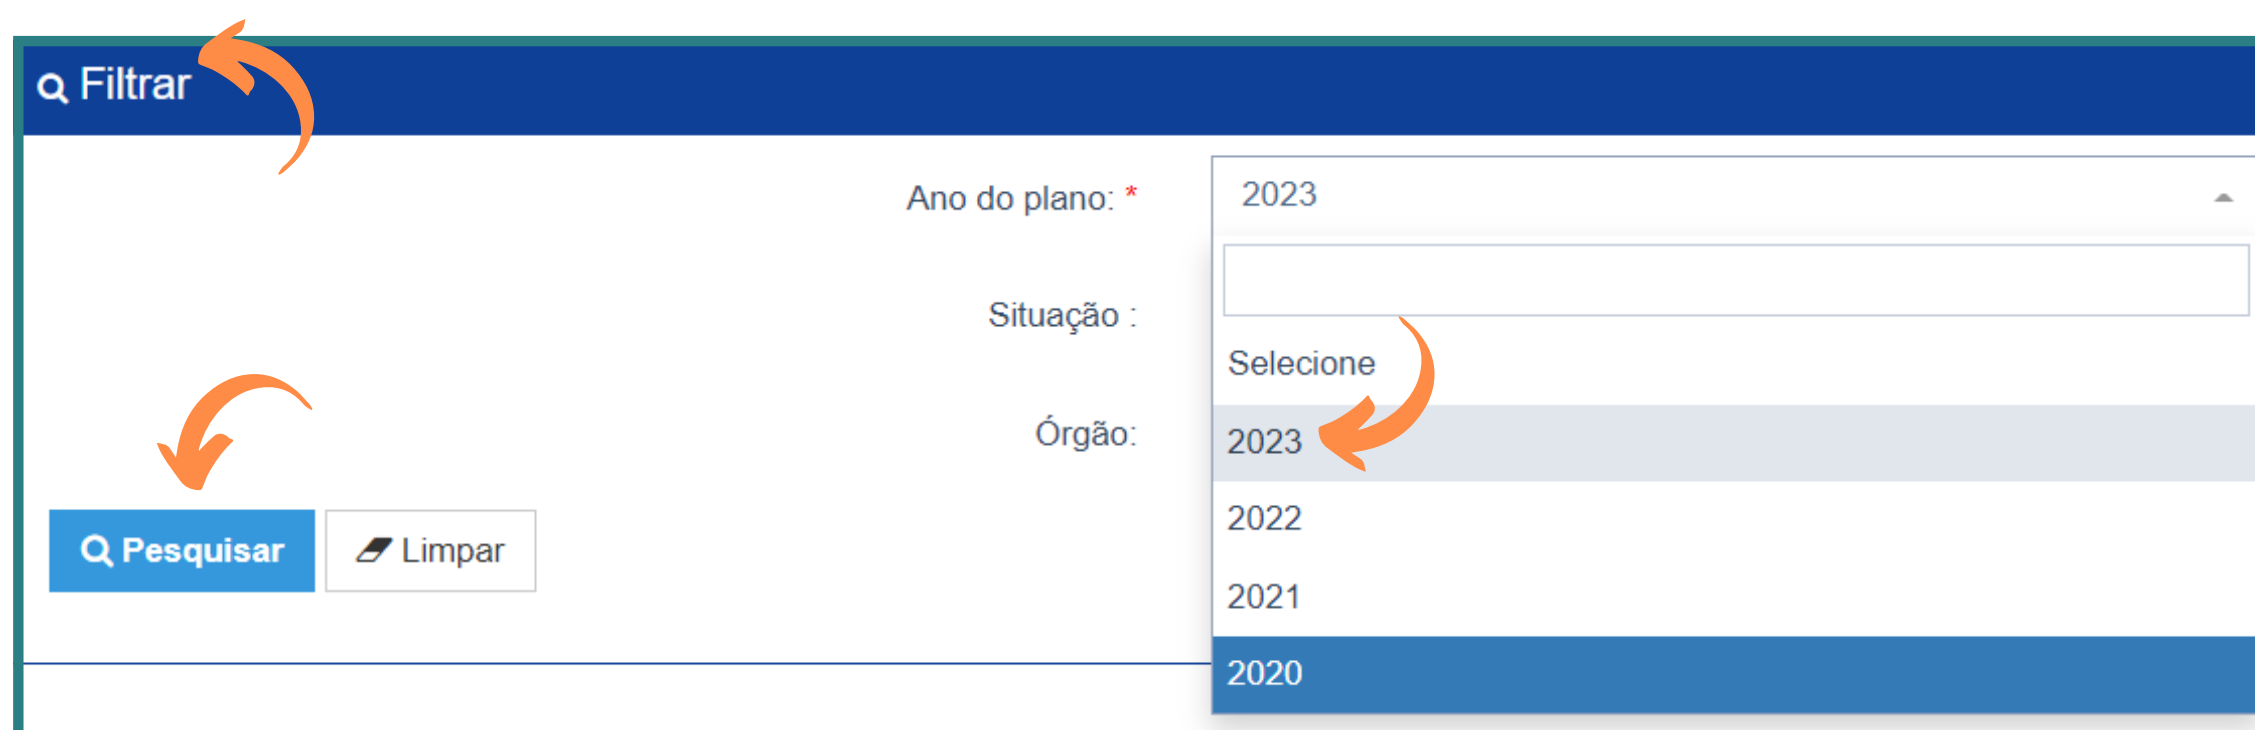 Filtrar
Ano do plano: *
2023
Situação :
Selecione
Órgão:
2023
2022
Pesquisar
Limpar
2021
2020